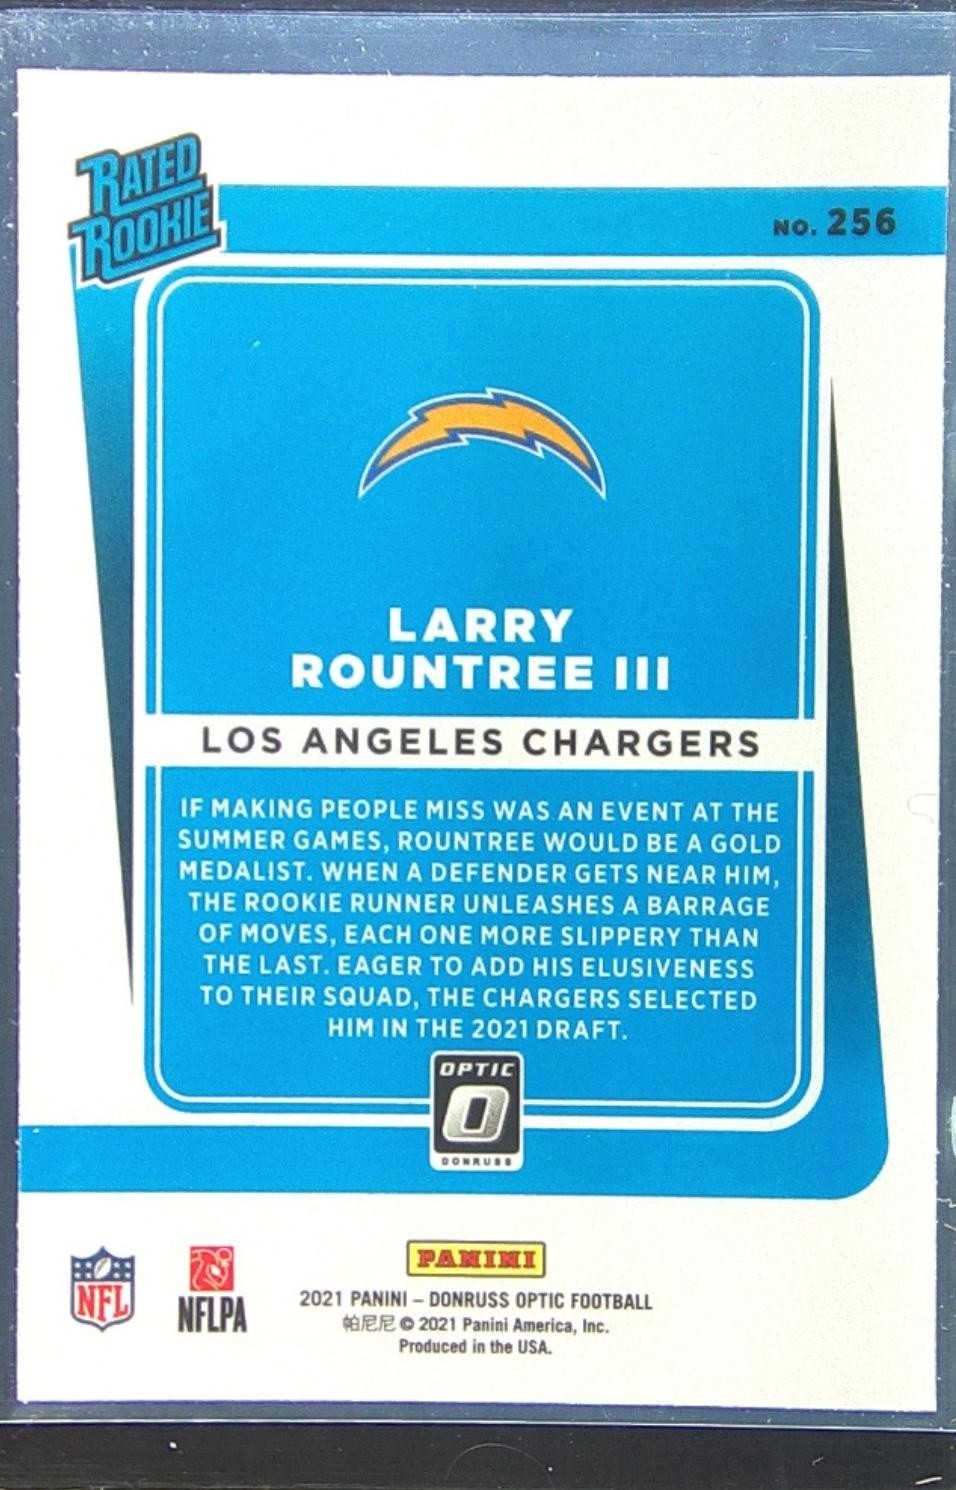 RATED
ROOKIE
NO. 256
LARRY
ROUNTREE III
LOS ANGELES CHARGERS
IF MAKING PEOPLE MISS WAS AN EVENT AT THE
SUMMER GAMES, ROUNTREE WOULD BE A GOLD
MEDALIST. WHEN A DEFENDER GETS NEAR HIM,
THE ROOKIE RUNNER UNLEASHES A BARRAGE
OF MOVES, EACH ONE MORE SLIPPERY THAN
THE LAST. EAGER TO ADD HIS ELUSIVENESS
TO THEIR SQUAD, THE CHARGERS SELECTED
HIM IN THE 2021 DRAFT.
OPTIC
O
DONRUSS
NFL
NFLPA
PANINI
2021 PANINI – DONRUSS OPTIC FOOTBALL
帕尼尼 © 2021 Panini America, Inc.
Produced in the USA.